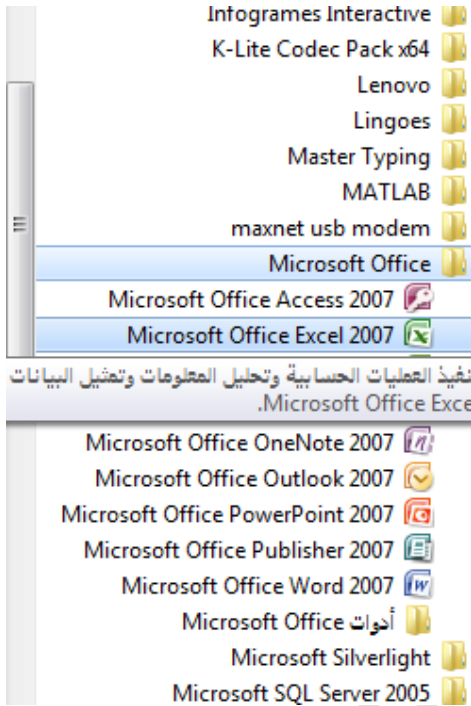 Infogrames Interactive
K-Lite Codec Pack x64
Lenovo
Lingoes
Master Typing
MATLAB
maxnet usb modem
Microsoft Office
Microsoft Office Access 2007
Microsoft Office Excel 2007
تنفيذ العمليات الحسابية وتحليل المعلومات وتمثيل البيانات
Microsoft Office Exce.
Microsoft Office OneNote 2007
Microsoft Office Outlook 2007
Microsoft Office PowerPoint 2007
Microsoft Office Publisher 2007
Microsoft Office Word 2007
أدوات Microsoft Office
Microsoft Silverlight
Microsoft SQL Server 2005